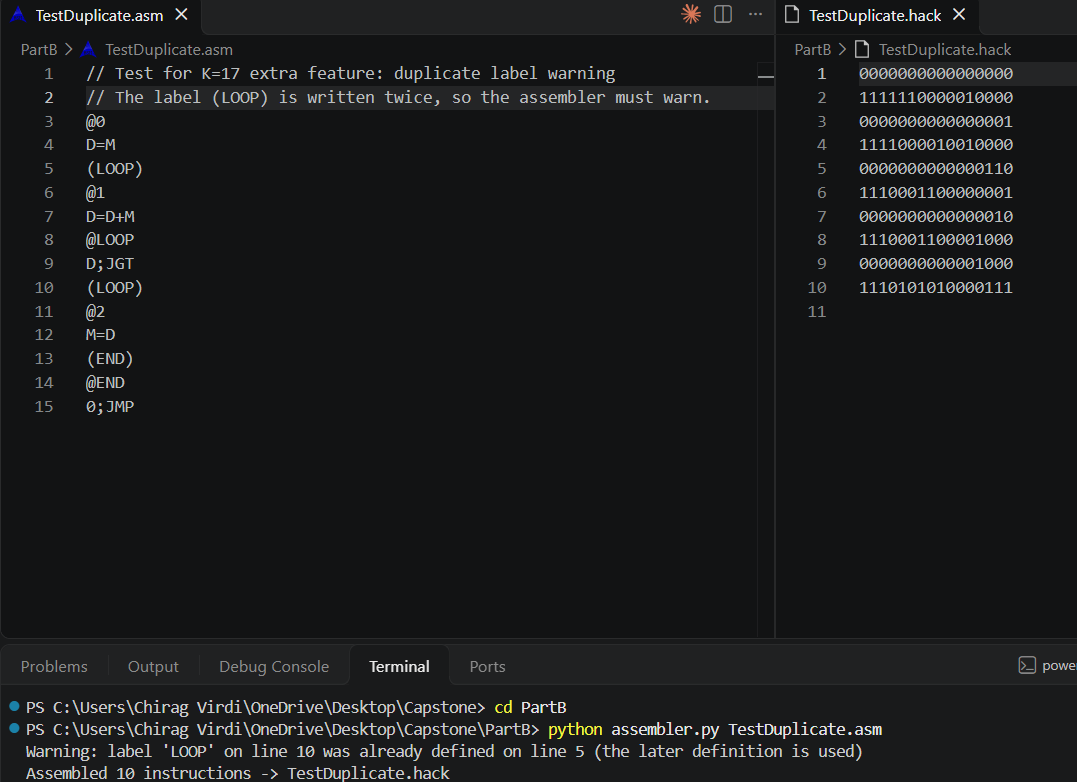 TestDuplicate.asm
PartB > TestDuplicate.asm
1 // Test for K=17 extra feature: duplicate label warning
2 // The label (LOOP) is written twice, so the assembler must warn.
3 @0
4 D=M
5 (LOOP)
6 @1
7 D=D+M
8 @LOOP
9 D;JGT
10 (LOOP)
11 @2
12 M=D
13 (END)
14 @END
15 0;JMP
TestDuplicate.hack
PartB > TestDuplicate.hack
1 0000000000000000
2 1111110000010000
3 0000000000000001
4 1111000010010000
5 0000000000000110
6 1110001100000001
7 0000000000000010
8 1110001100001000
9 0000000000001000
10 1110101010000111
11
Problems Output Debug Console Terminal Ports
PS C:\Users\Chirag Virdi\OneDrive\Desktop\Capstone> cd PartB
PS C:\Users\Chirag Virdi\OneDrive\Desktop\Capstone\PartB> python assembler.py TestDuplicate.asm
Warning: label 'LOOP' on line 10 was already defined on line 5 (the later definition is used)
Assembled 10 instructions -> TestDuplicate.hack